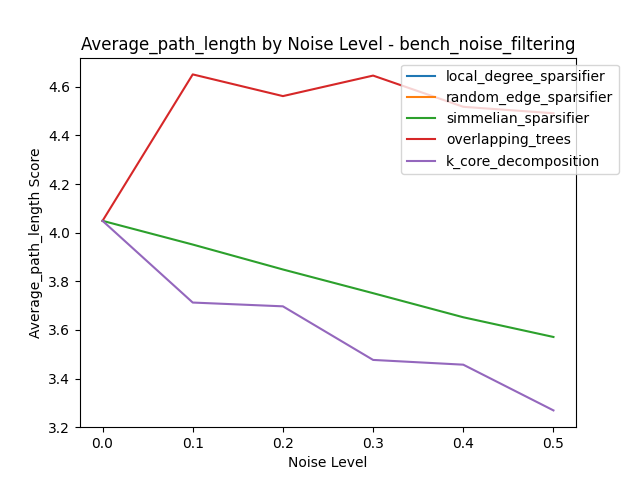 Average_path_length by Noise Level - bench_noise_filtering
local_degree_sparsifier
random_edge_sparsifier
simmelian_sparsifier
overlapping_trees
k_core_decomposition
Average_path_length Score
4.6
4.4
4.2
4.0
3.8
3.6
3.4
3.2
0.0 0.1 0.2 0.3 0.4 0.5
Noise Level